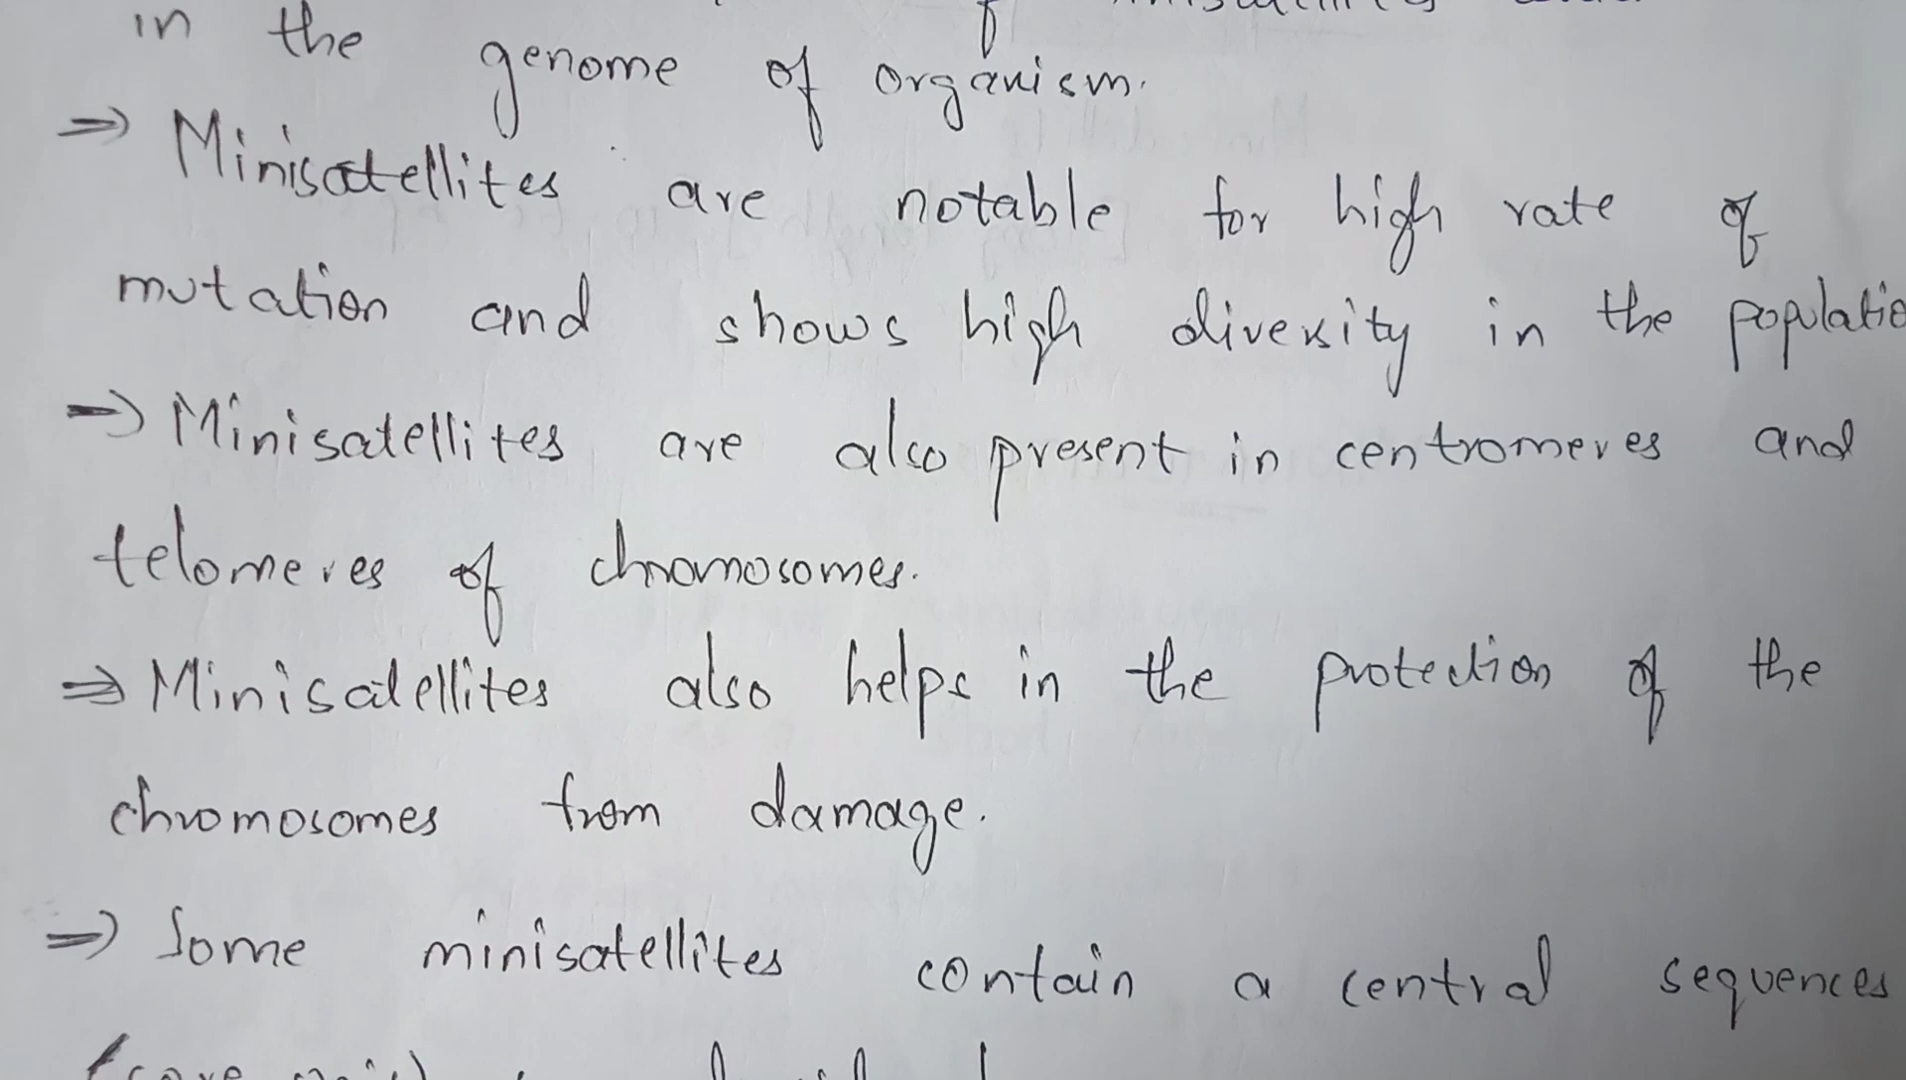 in the genome of organism.
⇒ Minisatellites are notable for high rate of
mutation and shows high diversity in the populatio
⇒ Minisatellites are also present in centromeres and
telomeres of chromosomes.
⇒ Minisatellites also helps in the protection of the
chromosomes from damage.
⇒ Some minisatellites contain a central sequences